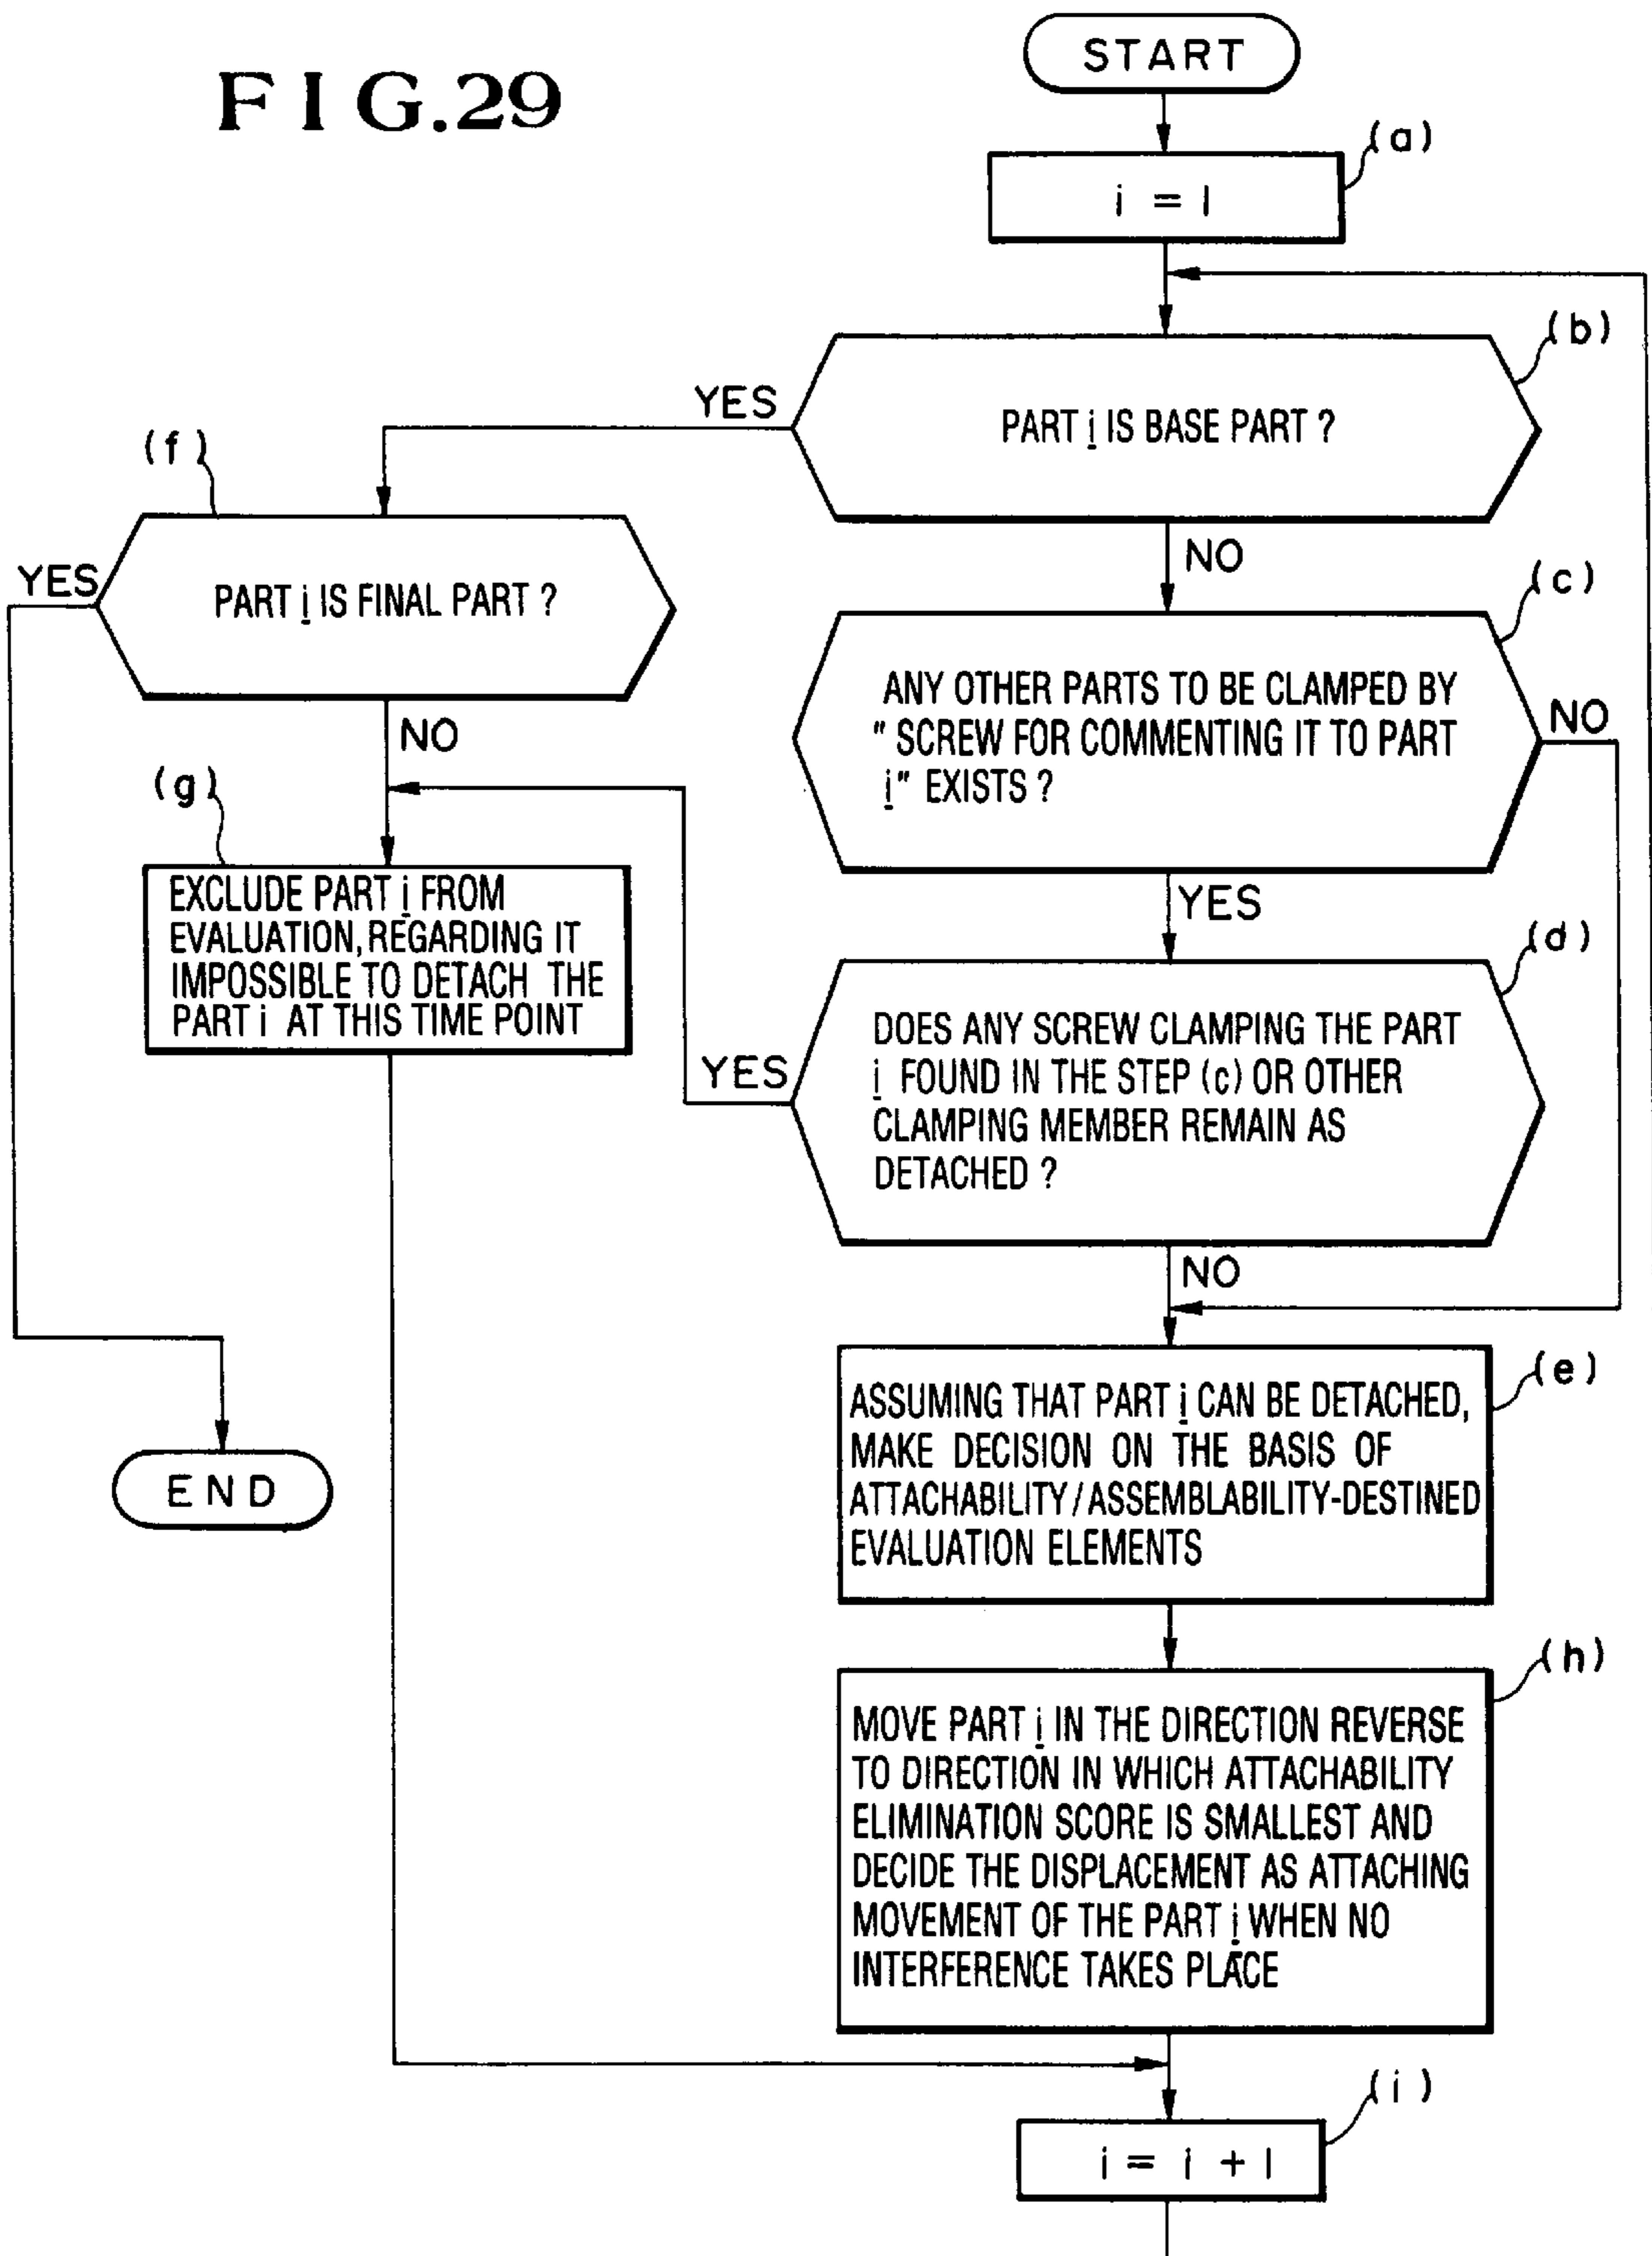 FIG.29
START
(a)
i = 1
(b)
PART i IS BASE PART ?
YES
NO
(f)
PART i IS FINAL PART ?
YES
NO
(c)
ANY OTHER PARTS TO BE CLAMPED BY
" SCREW FOR COMMENTING IT TO PART
i" EXISTS ?
NO
YES
(g)
EXCLUDE PART i FROM
EVALUATION, REGARDING IT
IMPOSSIBLE TO DETACH THE
PART i AT THIS TIME POINT
(d)
DOES ANY SCREW CLAMPING THE PART
i FOUND IN THE STEP (c) OR OTHER
CLAMPING MEMBER REMAIN AS
DETACHED ?
YES
NO
END
(e)
ASSUMING THAT PART i CAN BE DETACHED,
MAKE DECISION ON THE BASIS OF
ATTACHABILITY/ASSEMBLABILITY-DESTINED
EVALUATION ELEMENTS
(h)
MOVE PART i IN THE DIRECTION REVERSE
TO DIRECTION IN WHICH ATTACHABILITY
ELIMINATION SCORE IS SMALLEST AND
DECIDE THE DISPLACEMENT AS ATTACHING
MOVEMENT OF THE PART i WHEN NO
INTERFERENCE TAKES PLACE
(i)
i = i + 1